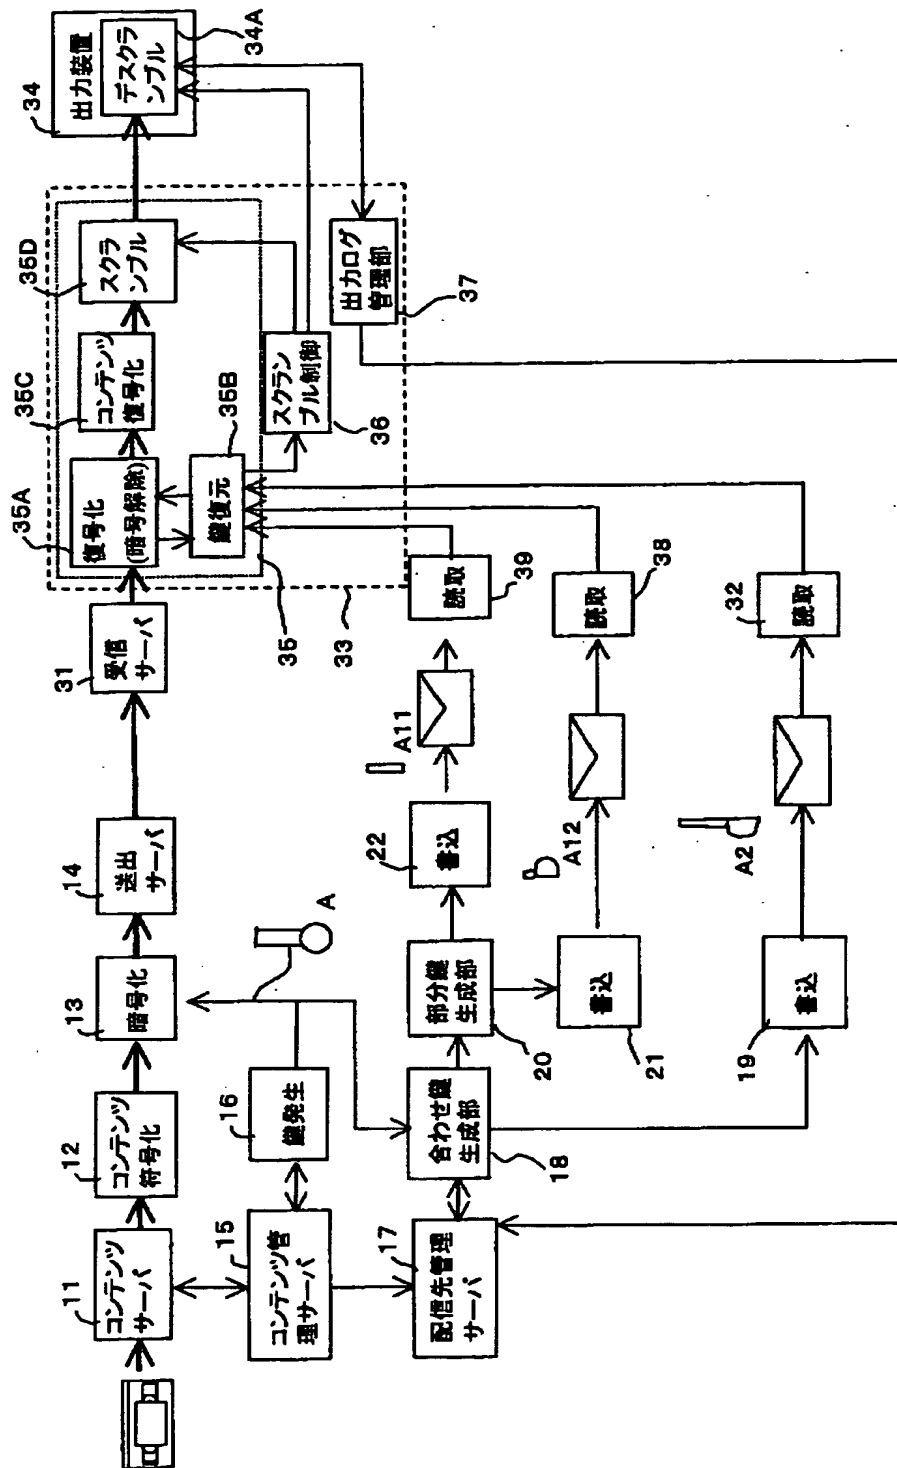 34
出力装置
34A
デスクラ
ンブル
35D
スクラ
ンブル
35C
コンテンツ
復号化
35A
復号化
(暗号解除)
35B
鍵復元
スクラン
ブル制御
36
出力ログ
管理部
37
35
33
31
受信
サーバ
14
送出
サーバ
13
暗号化
12
コンテンツ
符号化
11
コンテンツ
サーバ
A
16
鍵発生
15
コンテンツ管
理サーバ
17
配信先管理
サーバ
合わせ鍵
生成部
18
部分鍵
生成部
20
22
書込
A11
読取
39
書込
21
A12
読取
38
19
書込
A2
32
読取